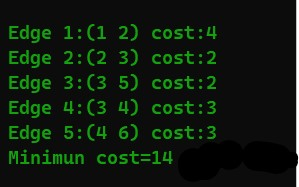 Edge 1:(1 2) cost:4
Edge 2:(2 3) cost:2
Edge 3:(3 5) cost:2
Edge 4:(3 4) cost:3
Edge 5:(4 6) cost:3
Minimun cost=14